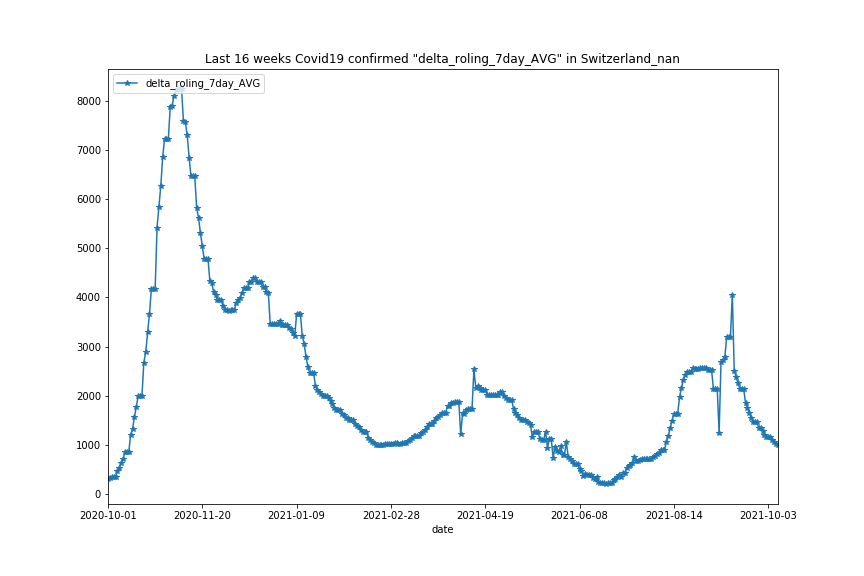 Last 16 weeks Covid19 confirmed "delta_roling_7day_AVG" in Switzerland_nan
delta_roling_7day_AVG
8000
7000
6000
5000
4000
3000
2000
1000
0
2020-10-01 2020-11-20 2021-01-09 2021-02-28 2021-04-19 2021-06-08 2021-08-14 2021-10-03
date